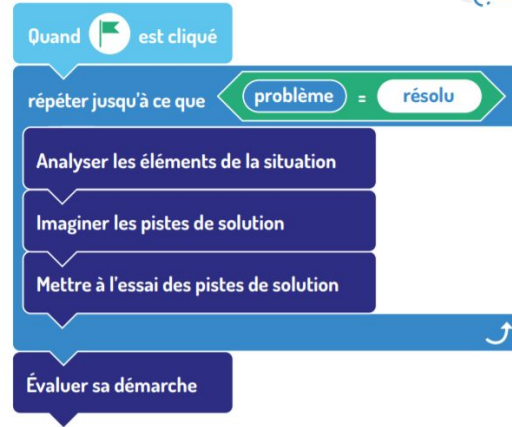 Quand est cliqué
répéter jusqu'à ce que problème = résolu
Analyser les éléments de la situation
Imaginer les pistes de solution
Mettre à l'essai des pistes de solution
Évaluer sa démarche